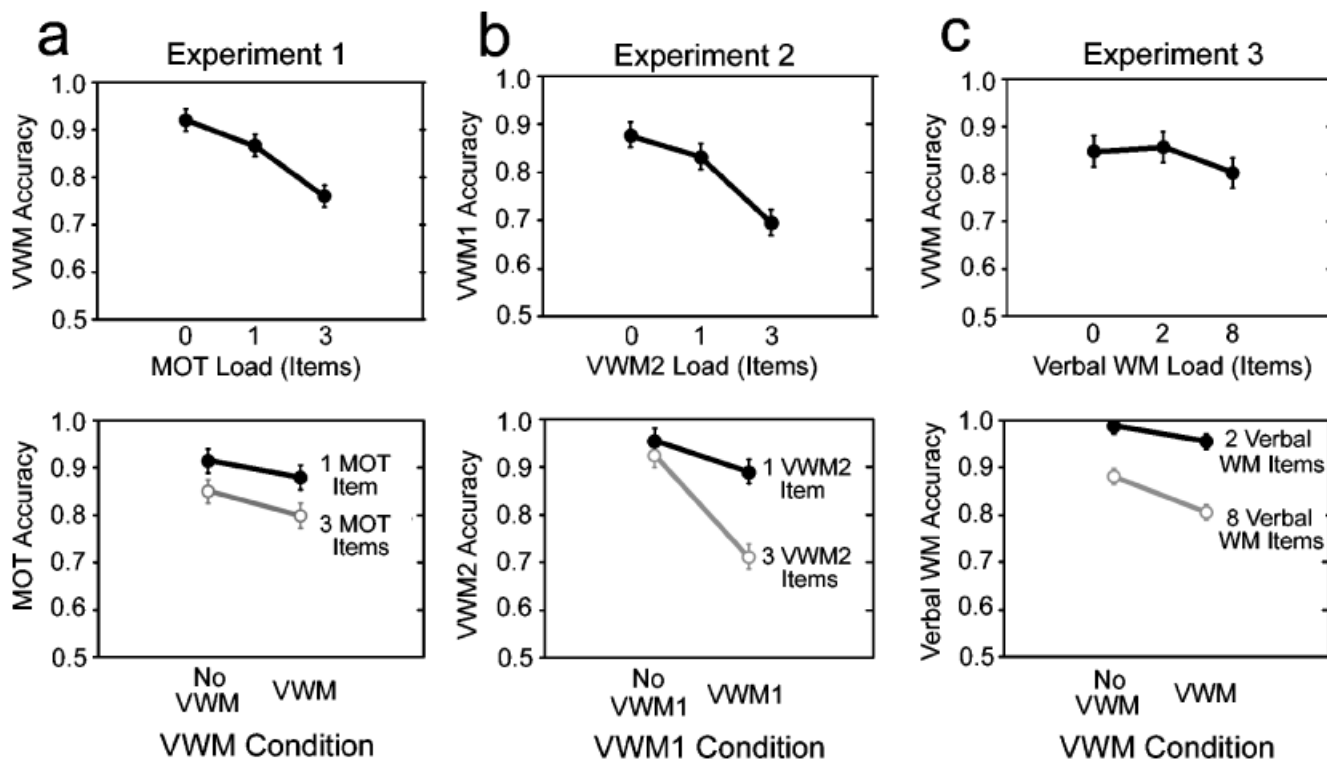 a
Experiment 1
VWM Accuracy
1.0
0.9
0.8
0.7
0.6
0.5
0 1 3
MOT Load (Items)
MOT Accuracy
1.0
0.9
0.8
0.7
0.6
0.5
1 MOT
Item
3 MOT
Items
No
VWM
VWM
VWM Condition
b
Experiment 2
VWM1 Accuracy
1.0
0.9
0.8
0.7
0.6
0.5
0 1 3
VWM2 Load (Items)
VWM2 Accuracy
1.0
0.9
0.8
0.7
0.6
0.5
1 VWM2
Item
3 VWM2
Items
No
VWM1
VWM1
VWM1 Condition
c
Experiment 3
VWM Accuracy
1.0
0.9
0.8
0.7
0.6
0.5
0 2 8
Verbal WM Load (Items)
Verbal WM Accuracy
1.0
0.9
0.8
0.7
0.6
0.5
2 Verbal
WM Items
8 Verbal
WM Items
No
VWM
VWM
VWM Condition